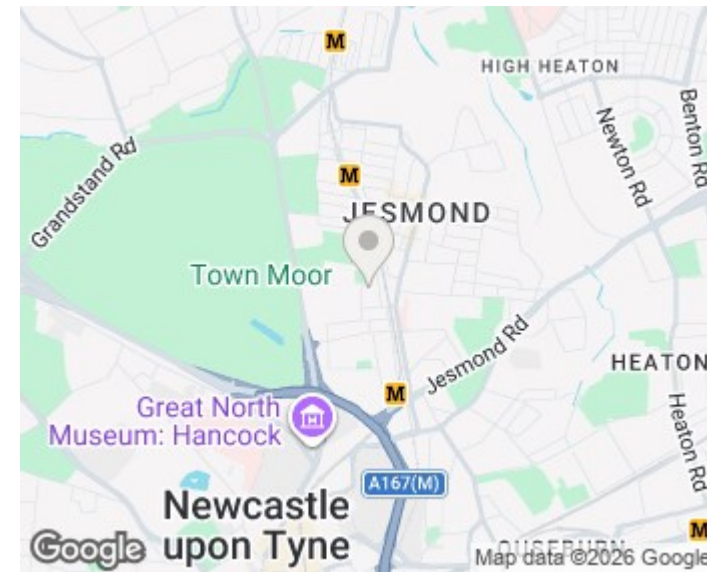 M
HIGH HEATON
Newton Rd
Benton Rd
Grandstand Rd
M
JESMOND
Town Moor
Jesmond Rd
M
HEATON
Great North
Museum: Hancock
Heaton Rd
A167(M)
Newcastle
upon Tyne
OUSEBURN
M
Google
Map data ©2026 Google